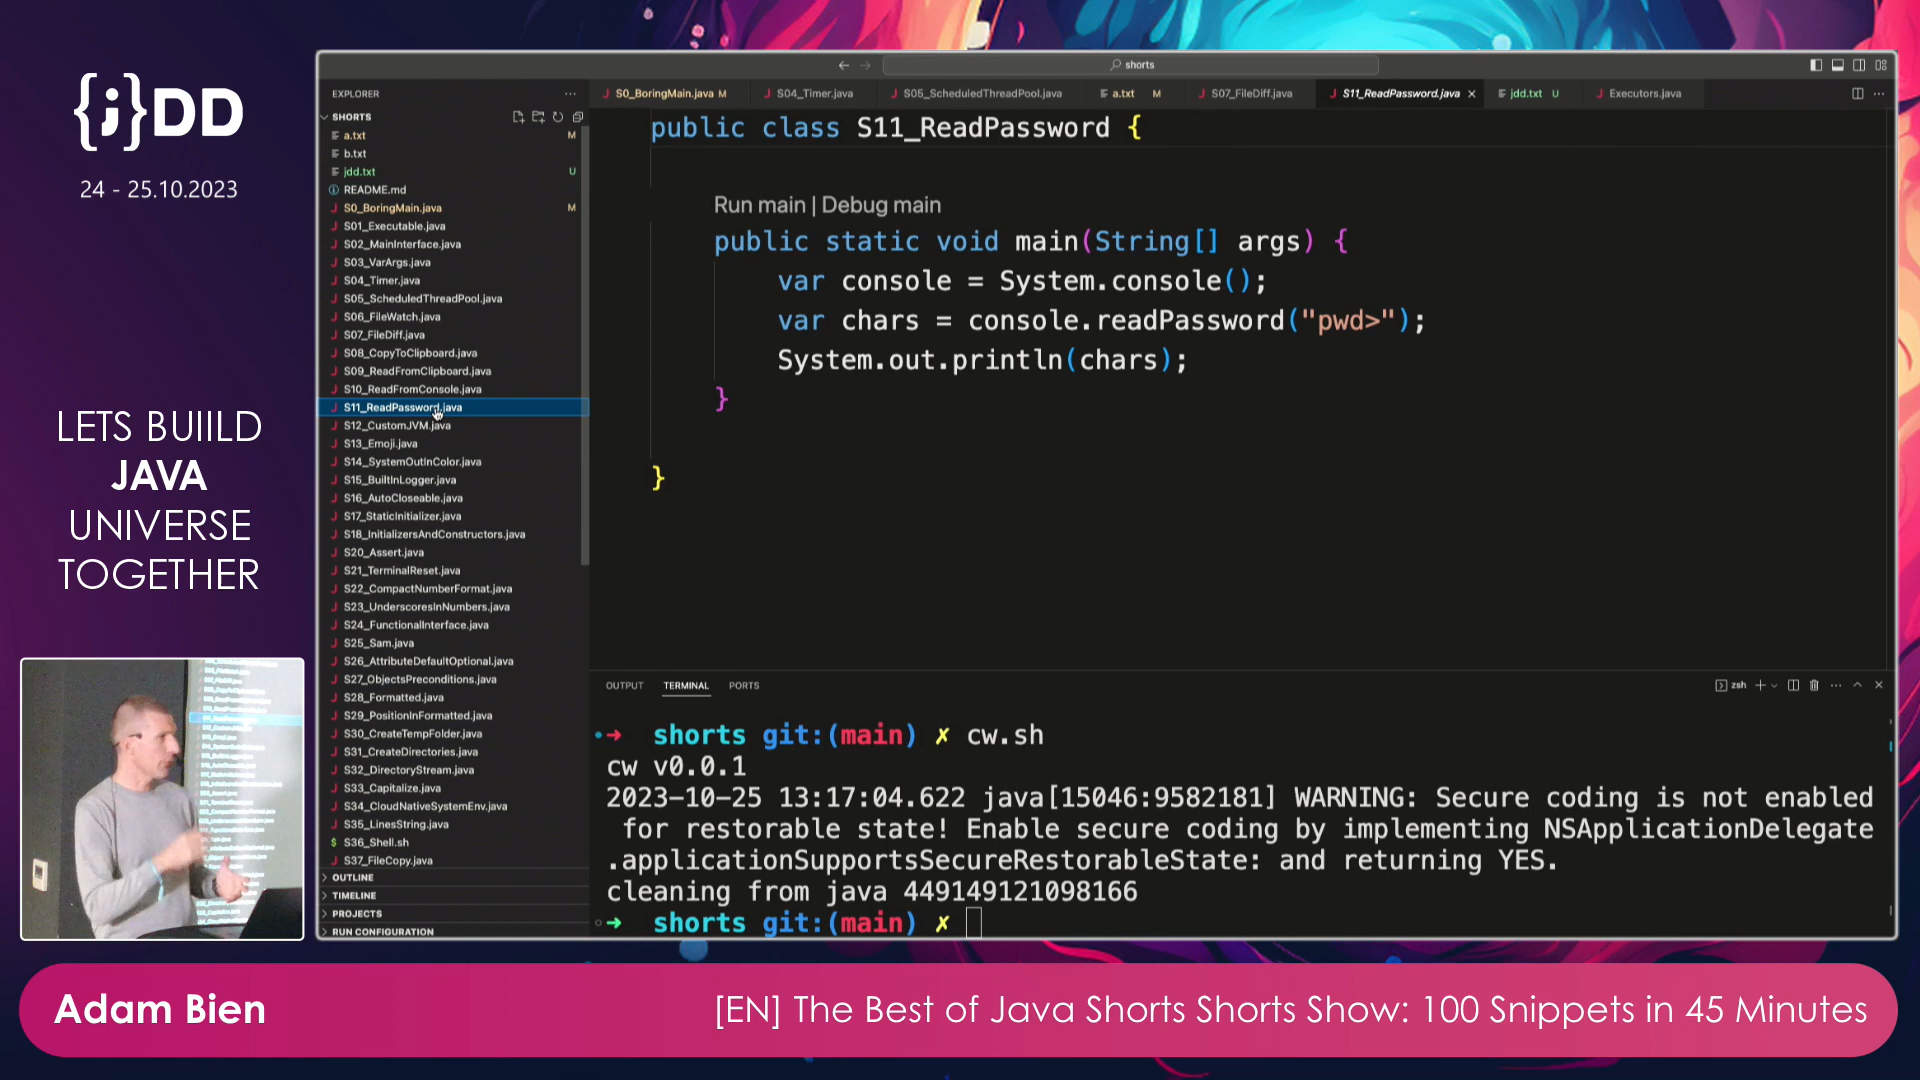 {j}DD
24 - 25.10.2023
LETS BUIILD
JAVA
UNIVERSE
TOGETHER
shorts
EXPLORER
SHORTS
a.txt M
b.txt
jdd.txt U
README.md
S0_BoringMain.java M
S01_Executable.java
S02_MainInterface.java
S03_VarArgs.java
S04_Timer.java
S05_ScheduledThreadPool.java
S06_FileWatch.java
S07_FileDiff.java
S08_CopyToClipboard.java
S09_ReadFromClipboard.java
S10_ReadFromConsole.java
S11_ReadPassword.java
S12_CustomJVM.java
S13_Emoji.java
S14_SystemOutInColor.java
S15_BuiltInLogger.java
S16_AutoCloseable.java
S17_StaticInitializer.java
S18_InitializersAndConstructors.java
S20_Assert.java
S21_TerminalReset.java
S22_CompactNumberFormat.java
S23_UnderscoresInNumbers.java
S24_FunctionalInterface.java
S25_Sam.java
S26_AttributeDefaultOptional.java
S27_ObjectsPreconditions.java
S28_Formatted.java
S29_PositionInFormatted.java
S30_CreateTempFolder.java
S31_CreateDirectories.java
S32_DirectoryStream.java
S33_Capitalize.java
S34_CloudNativeSystemEnv.java
S35_LinesString.java
$ S36_Shell.sh
S37_FileCopy.java
OUTLINE
TIMELINE
PROJECTS
RUN CONFIGURATION
S0_BoringMain.java M S04_Timer.java S05_ScheduledThreadPool.java a.txt M S07_FileDiff.java S11_ReadPassword.java jdd.txt U Executors.java
public class S11_ReadPassword {
Run main | Debug main
public static void main(String[] args) {
var console = System.console();
var chars = console.readPassword("pwd>");
System.out.println(chars);
}
}
OUTPUT TERMINAL PORTS
zsh
shorts git:(main) ✗ cw.sh
cw v0.0.1
2023-10-25 13:17:04.622 java[15046:9582181] WARNING: Secure coding is not enabled
for restorable state! Enable secure coding by implementing NSApplicationDelegate
.applicationSupportsSecureRestorableState: and returning YES.
cleaning from java 449149121098166
shorts git:(main) ✗
Adam Bien
[EN] The Best of Java Shorts Shorts Show: 100 Snippets in 45 Minutes